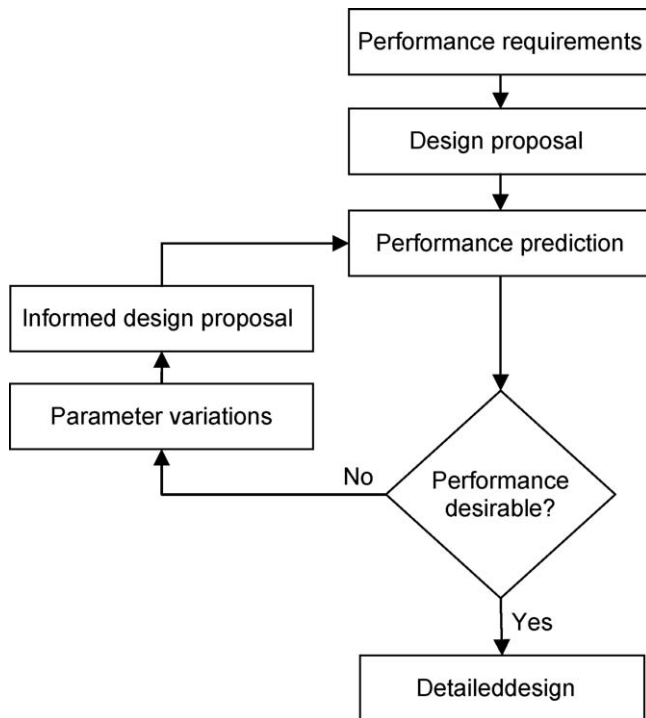 Performance requirements
Design proposal
Performance prediction
Informed design proposal
Parameter variations
No
Performance
desirable?
Yes
Detaileddesign